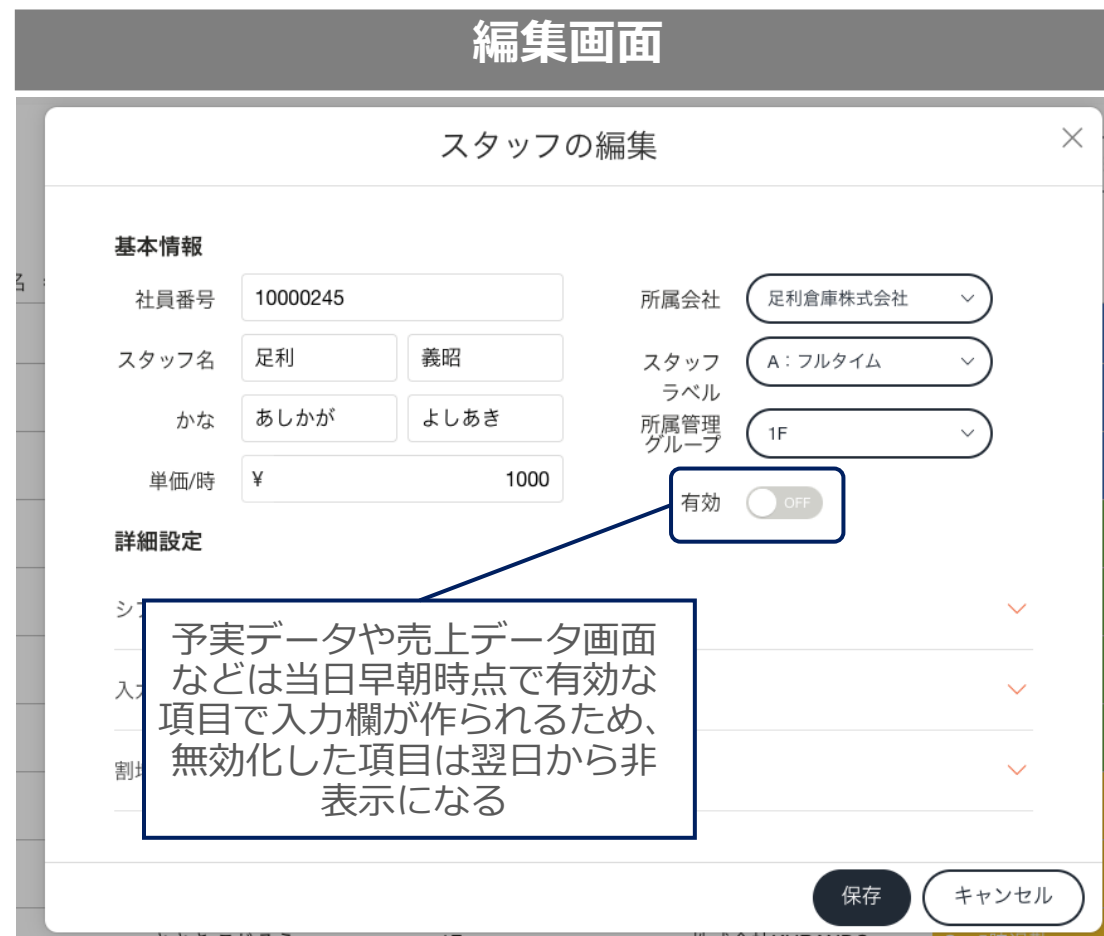 編集画面
スタッフの編集
基本情報
社員番号 10000245
所属会社 足利倉庫株式会社
スタッフ名 足利 義昭
スタッフ
ラベル
A：フルタイム
かな あしかが よしあき
所属管理
グループ
1F
単価/時 ¥ 1000
有効 OFF
詳細設定
予実データや売上データ画面
などは当日早朝時点で有効な
項目で入力欄が作られるため、
無効化した項目は翌日から非
表示になる
保存 キャンセル